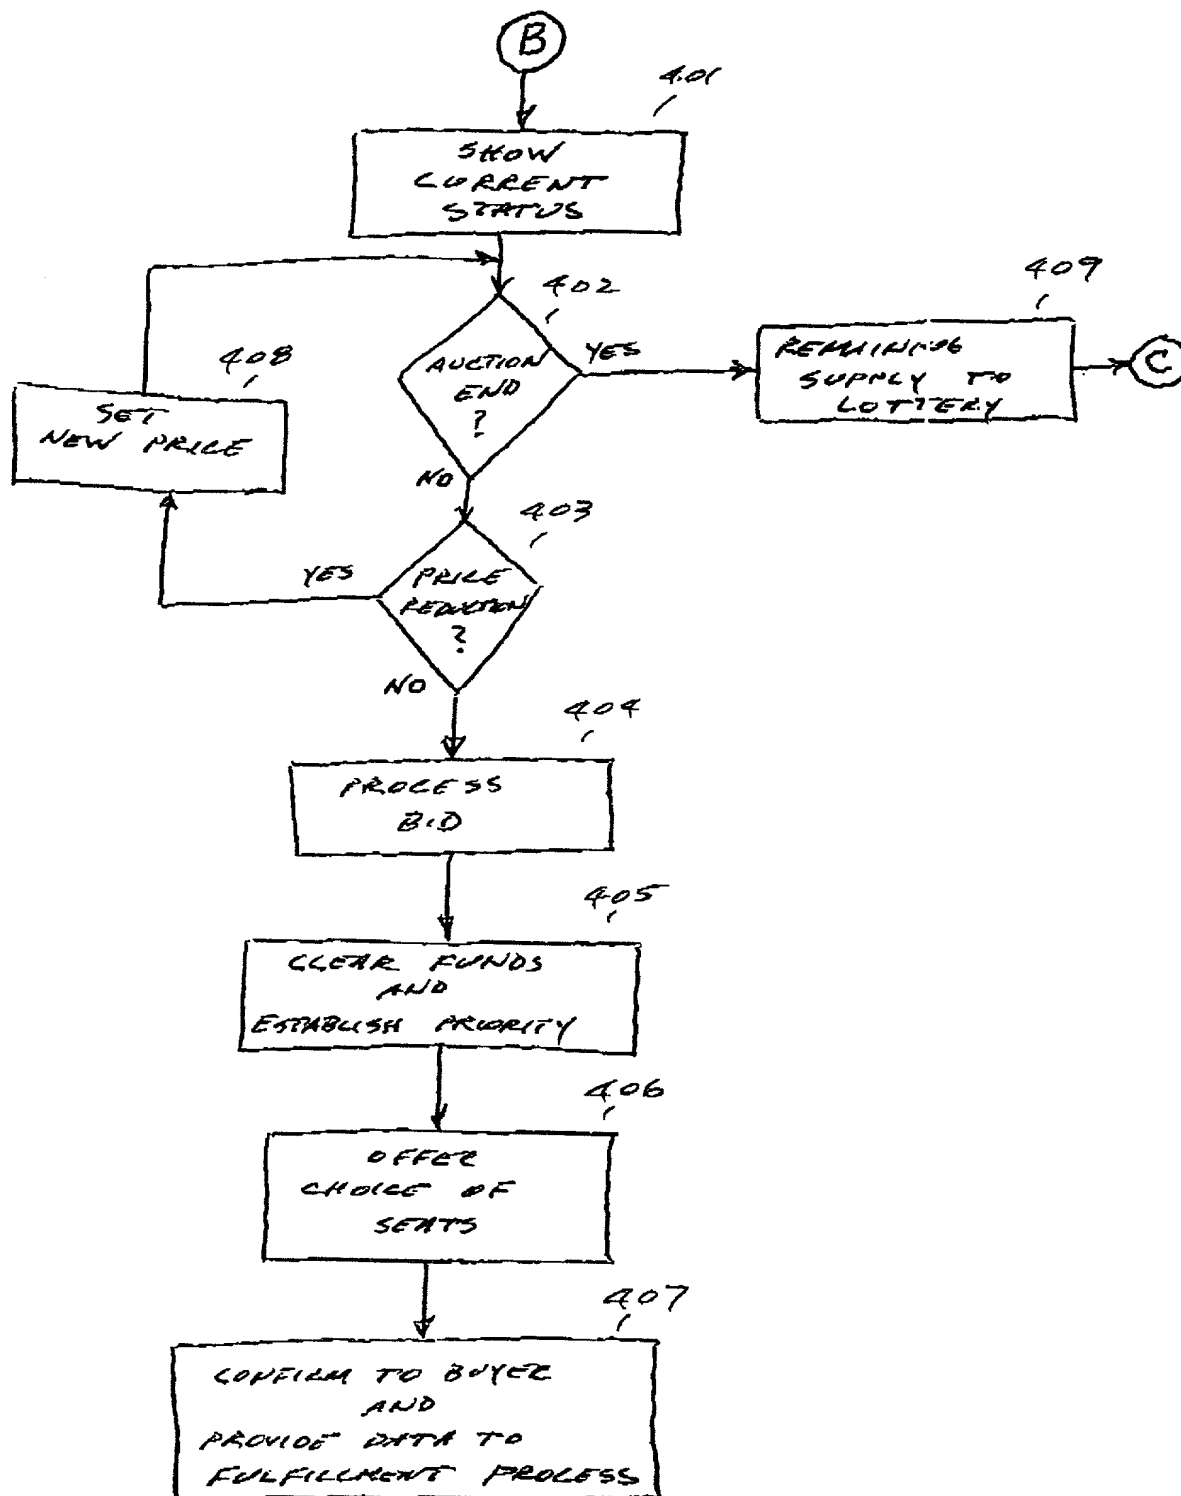 B
401
SHOW
CURRENT
STATUS
402
409
AUCTION
END
?
YES
REMAINING
SUPPLY TO
LOTTERY
C
408
SET
NEW PRICE
NO
403
YES
PRICE
REDUCTION
?
NO
404
PROCESS
BID
405
CLEAR FUNDS
AND
ESTABLISH PRIORITY
406
OFFER
CHOICE OF
SEATS
407
CONFIRM TO BUYER
AND
PROVIDE DATA TO
FULFILLMENT PROCESS